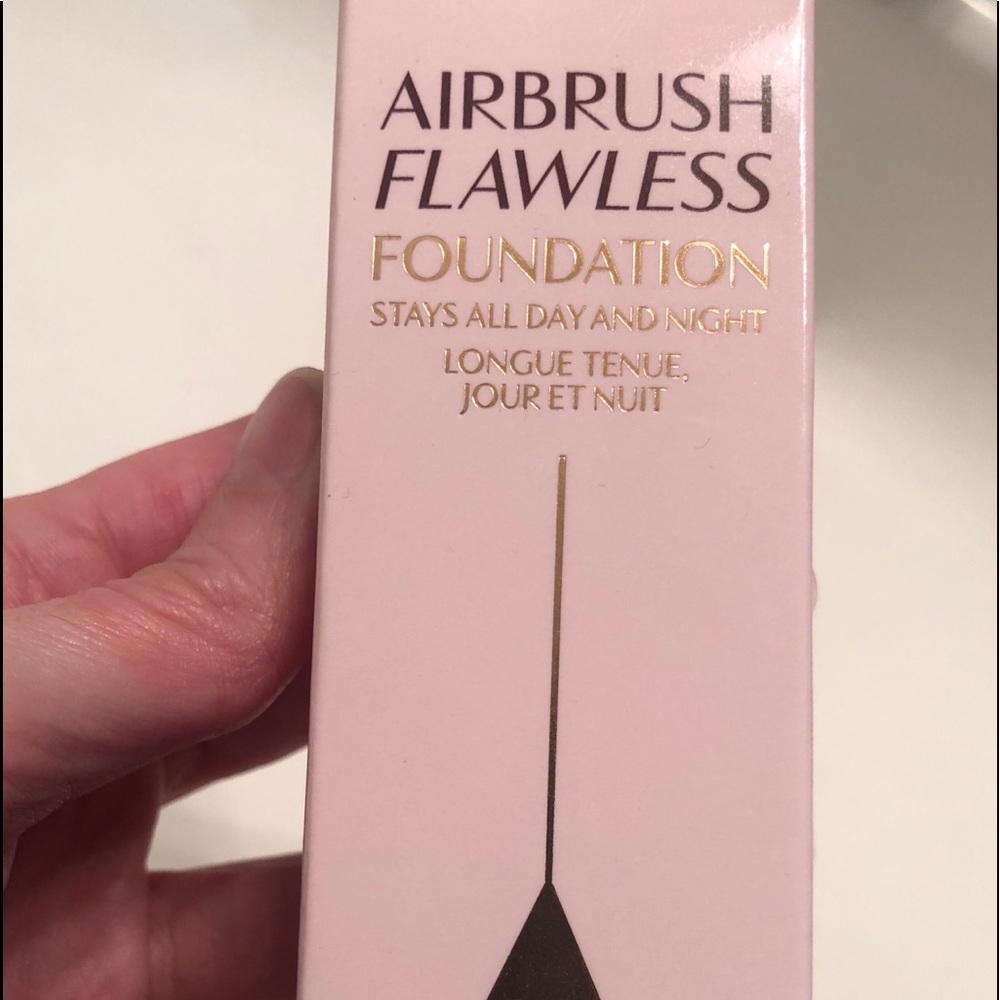 AIRBRUSH
FLAWLESS
FOUNDATION
STAYS ALL DAY AND NIGHT
LONGUE TENUE,
JOUR ET NUIT